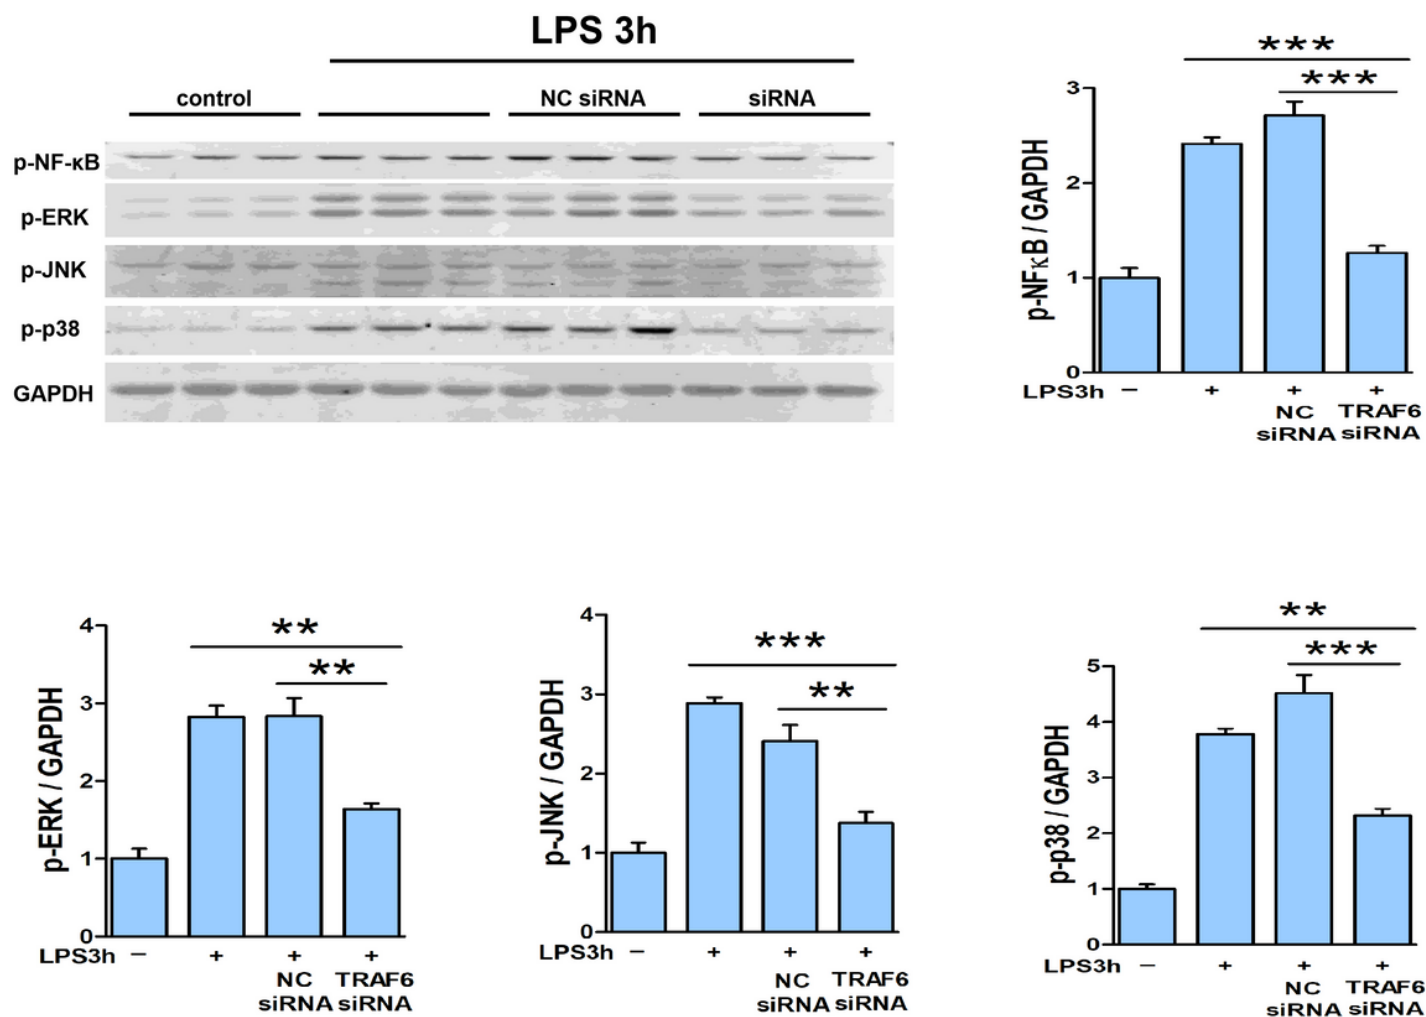 LPS 3h
control
NC siRNA
siRNA
p-NF-κB
p-ERK
p-JNK
p-p38
GAPDH
***
***
p-NFκB / GAPDH
3
2
1
0
LPS3h − + + +
NC TRAF6
siRNA siRNA
**
**
p-ERK / GAPDH
4
3
2
1
0
LPS3h − + + +
NC TRAF6
siRNA siRNA
***
**
p-JNK / GAPDH
4
3
2
1
0
LPS3h − + + +
NC TRAF6
siRNA siRNA
**
***
p-p38 / GAPDH
5
4
3
2
1
0
LPS3h − + + +
NC TRAF6
siRNA siRNA